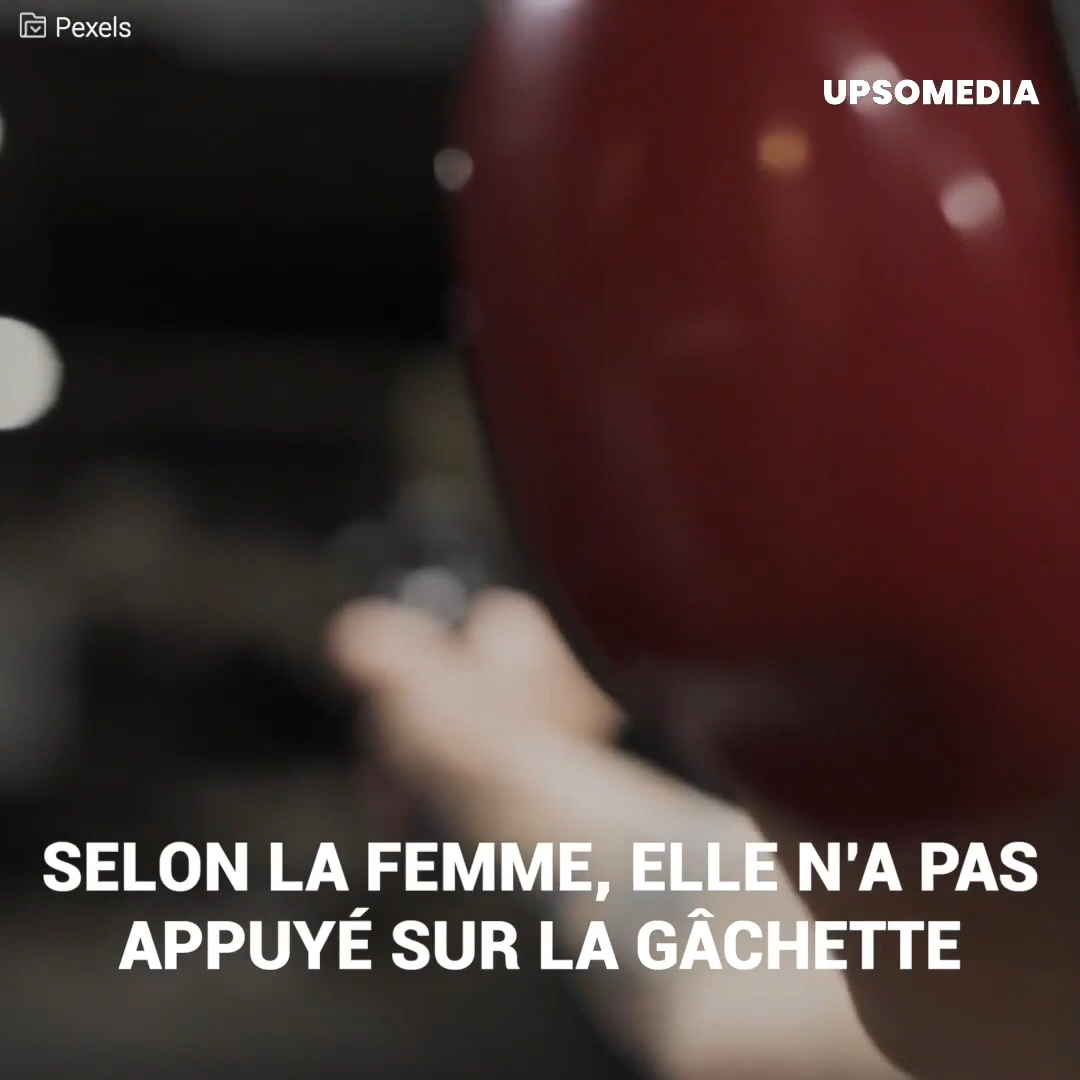 Pexels
UPSOMEDIA
SELON LA FEMME, ELLE N'A PAS
APPUYÉ SUR LA GÂCHETTE